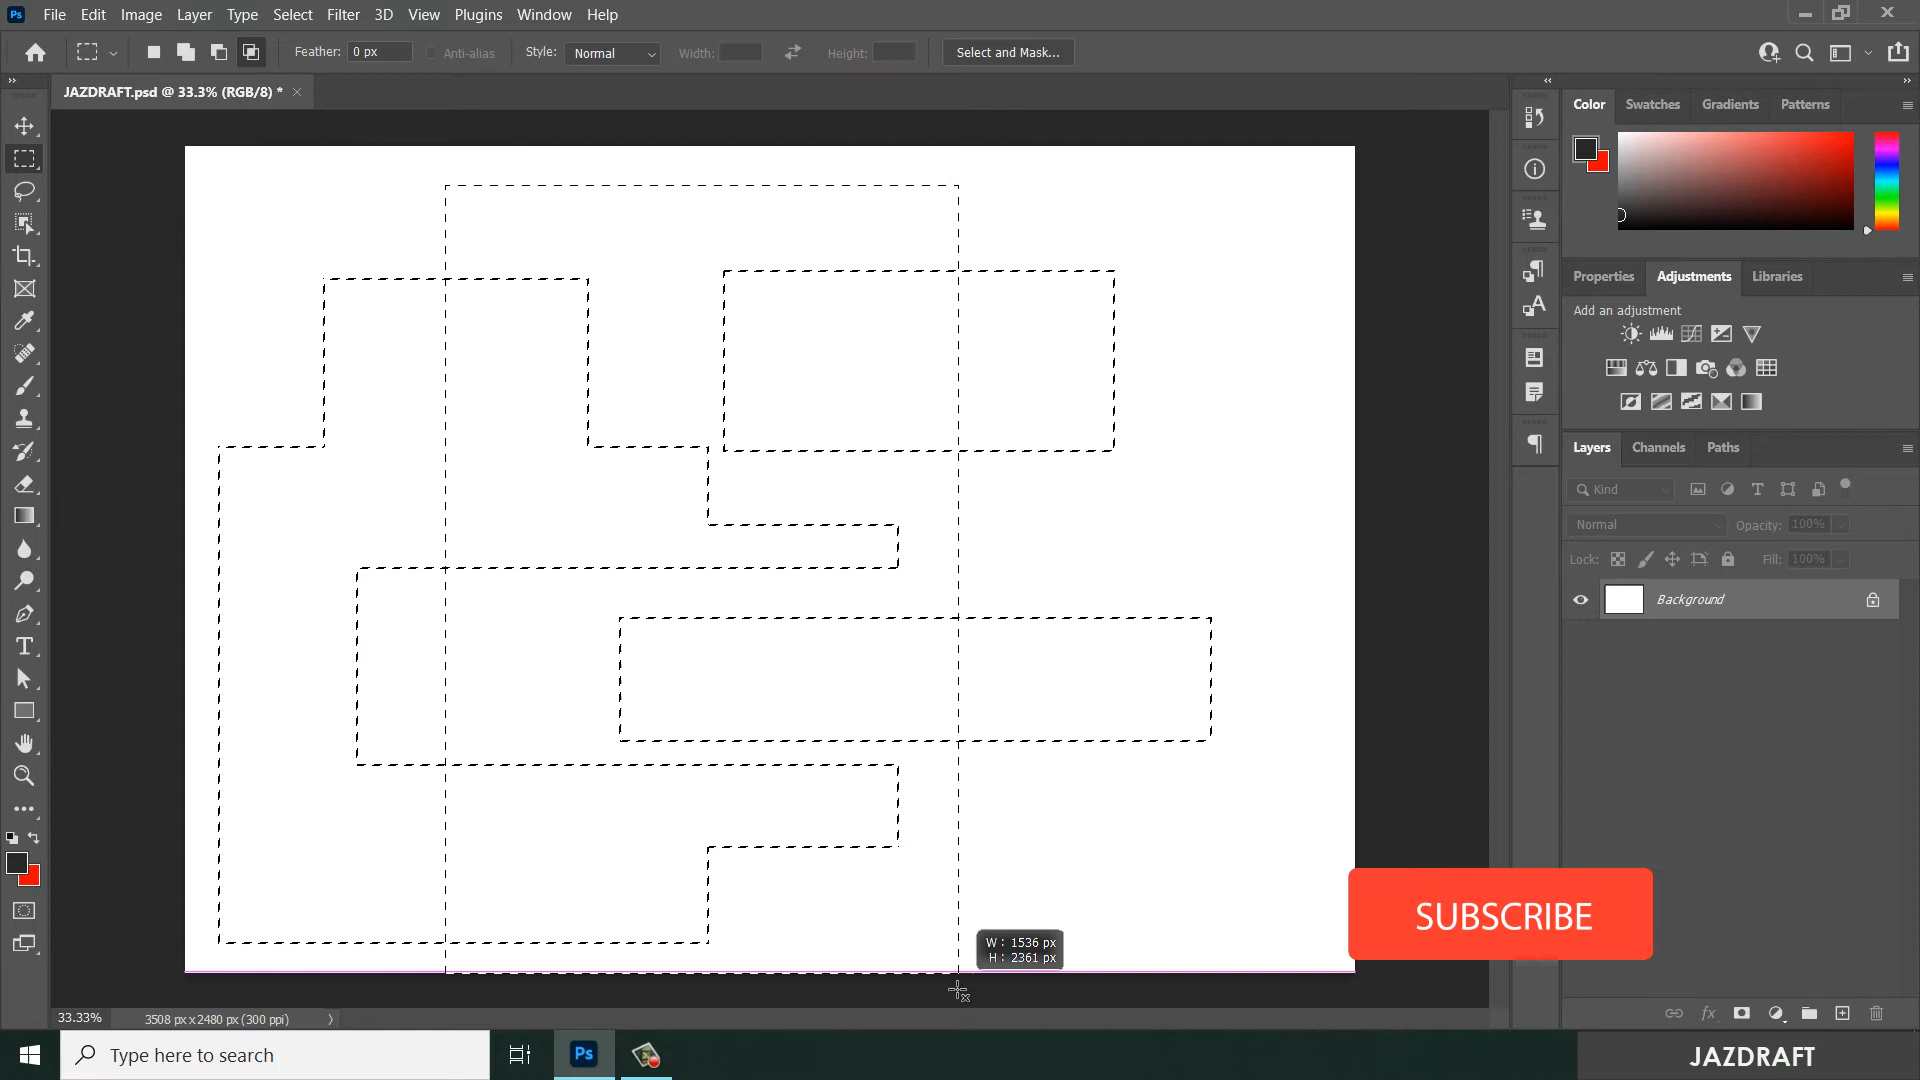 Ps File Edit Image Layer Type Select Filter 3D View Plugins Window Help
Feather: 0 px Anti-alias Style: Normal Width: Height: Select and Mask...
JAZDRAFT.psd @ 33.3% (RGB/8) *
Color Swatches Gradients Patterns
Properties Adjustments Libraries
Add an adjustment
Layers Channels Paths
Kind
Normal Opacity: 100%
Lock: Fill: 100%
Background
W: 1536 px
H: 2361 px
SUBSCRIBE
33.33% 3508 px x 2480 px (300 ppi)
Type here to search Ps
JAZDRAFT